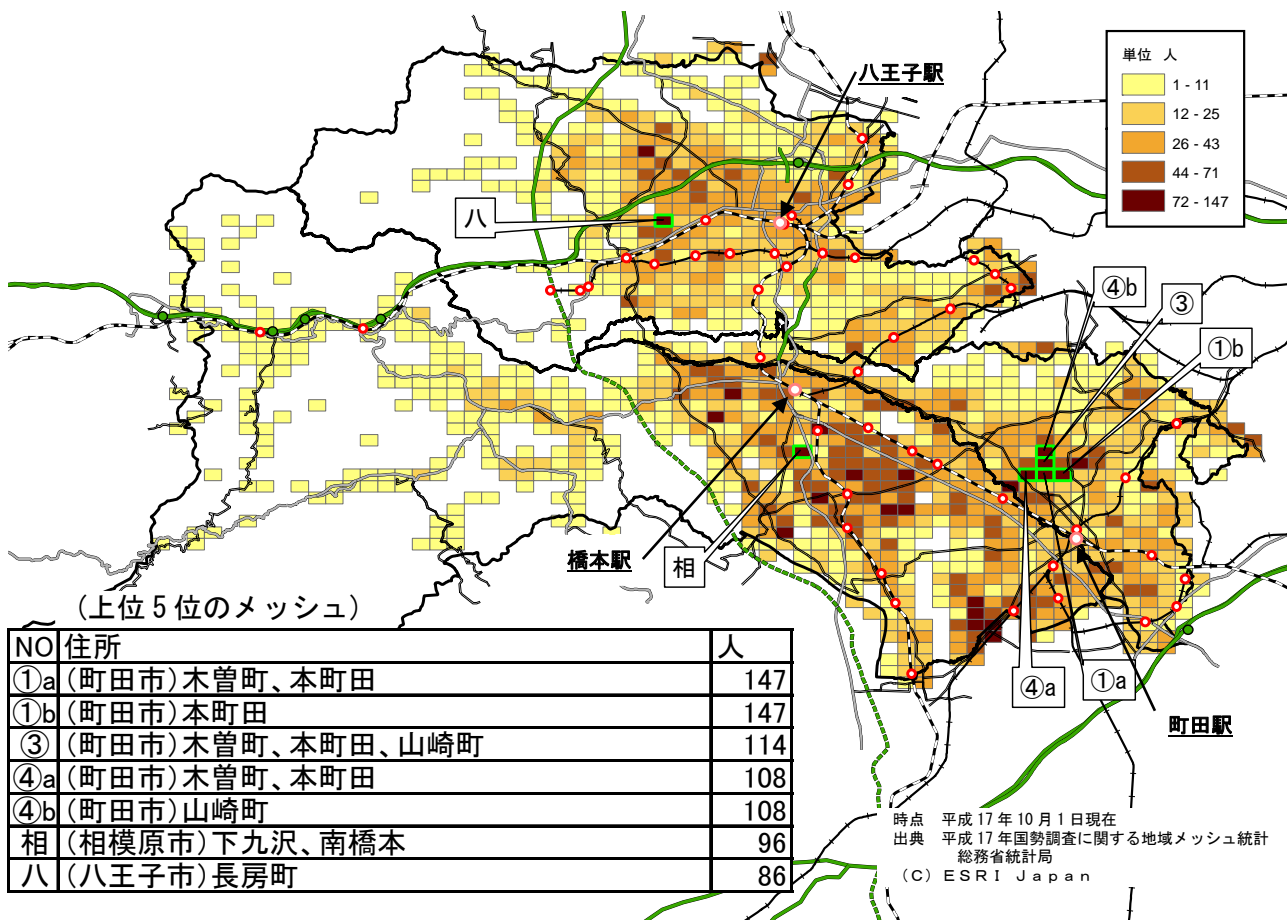 八王子駅
単位 人
1 - 11
12 - 25
26 - 43
44 - 71
72 - 147
八
④b
③
①b
橋本駅
相
④a
①a
町田駅
(上位5位のメッシュ)
NO 住所 人
①a (町田市)木曽町、本町田 147
①b (町田市)本町田 147
③ (町田市)木曽町、本町田、山崎町 114
④a (町田市)木曽町、本町田 108
④b (町田市)山崎町 108
相 (相模原市)下九沢、南橋本 96
八 (八王子市)長房町 86
時点 平成17年10月1日現在
出典 平成17年国勢調査に関する地域メッシュ統計
総務省統計局
(C) ESRI Japan